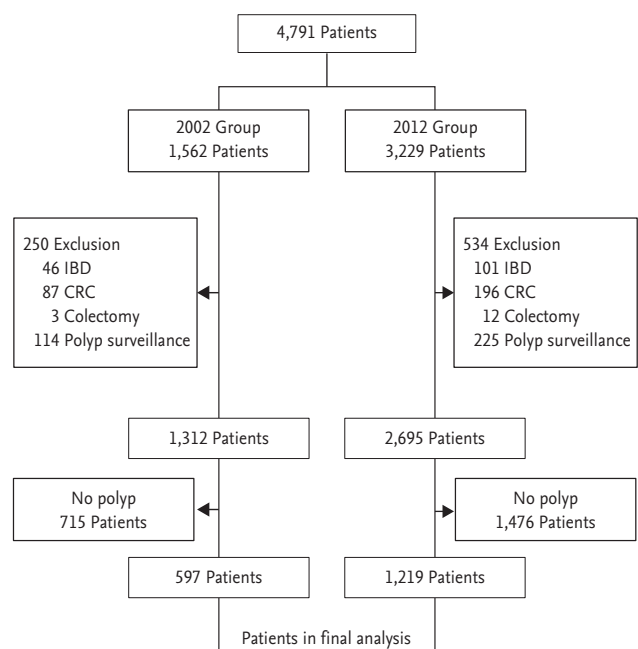 4,791 Patients
2002 Group
1,562 Patients
2012 Group
3,229 Patients
250 Exclusion
46 IBD
87 CRC
3 Colectomy
114 Polyp surveillance
534 Exclusion
101 IBD
196 CRC
12 Colectomy
225 Polyp surveillance
1,312 Patients
2,695 Patients
No polyp
715 Patients
No polyp
1,476 Patients
597 Patients
1,219 Patients
Patients in final analysis